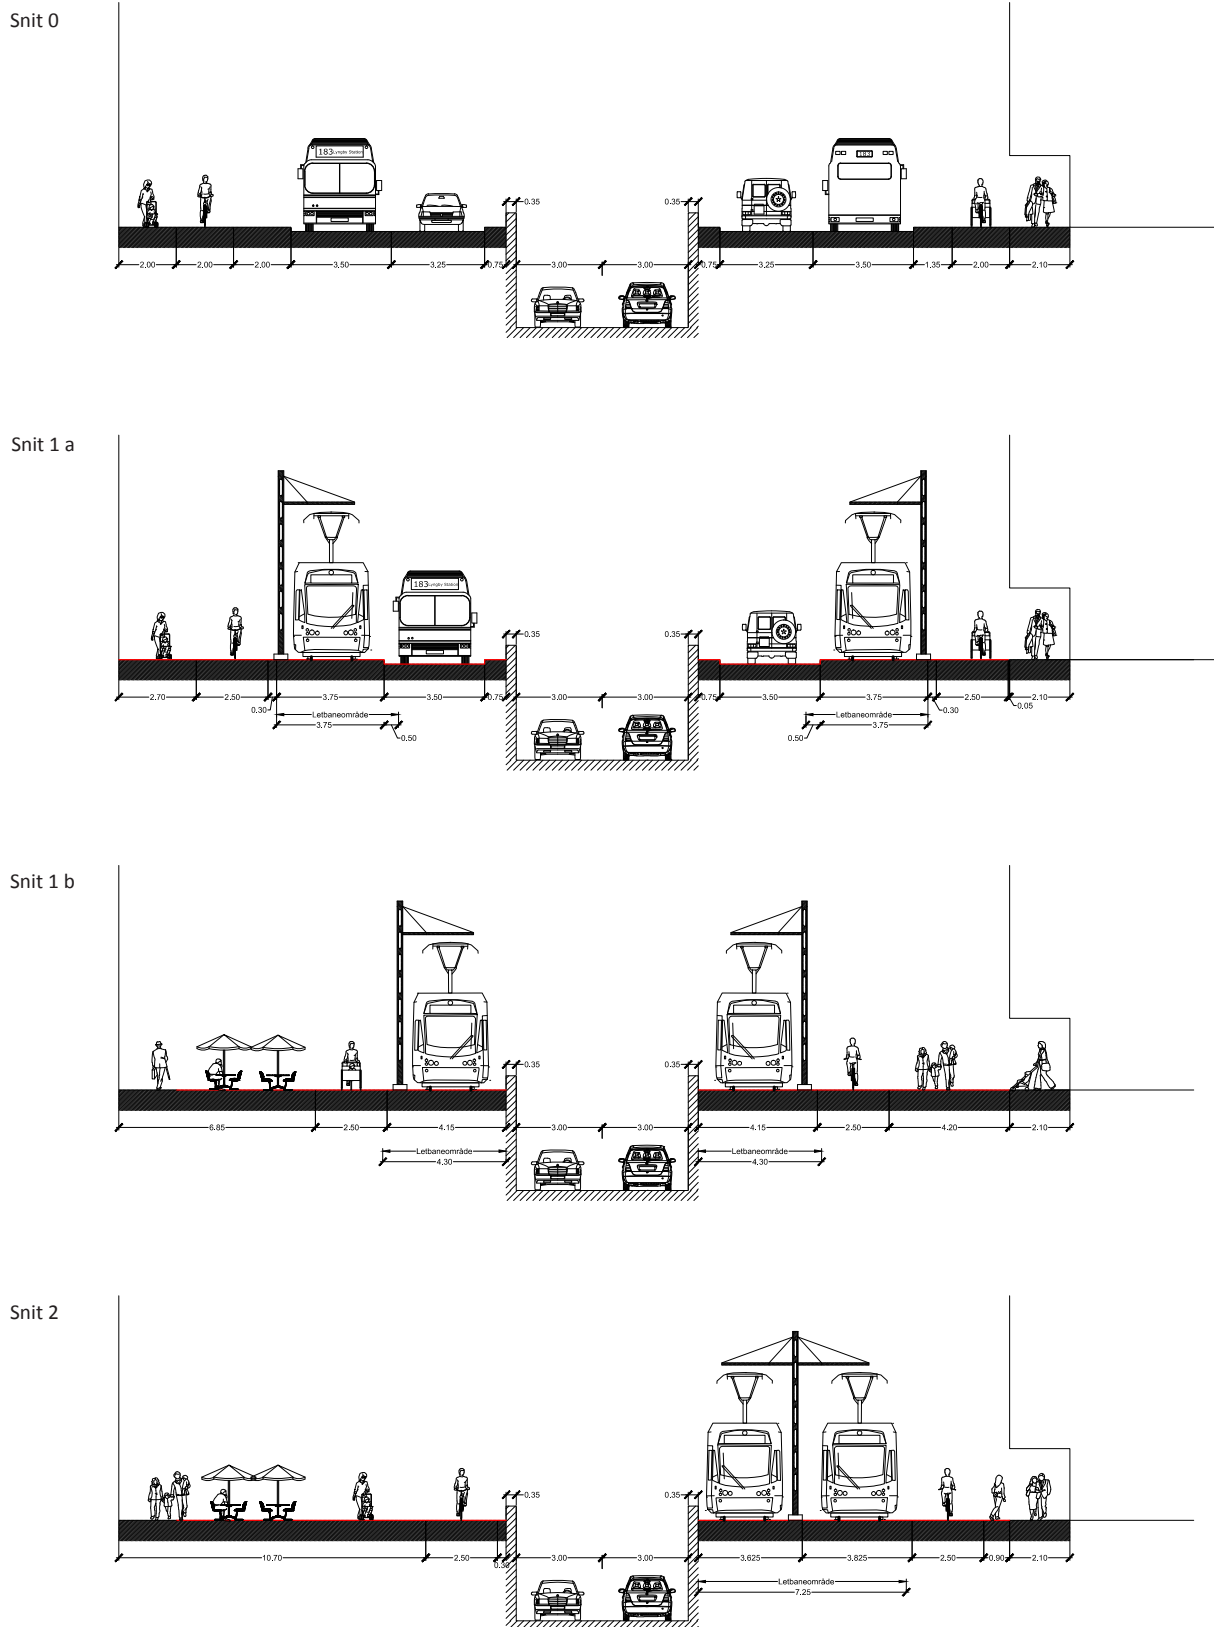 Snit 0
183 Lyngby Station
183
0.35 0.35
2.00 2.00 2.00 3.50 3.25 0.75 3.00 3.00 0.75 3.25 3.50 1.35 2.00 2.10
Snit 1 a
183 Lyngby Station
0.35 0.35
2.70 2.50 3.75 3.50 0.75 3.00 3.00 0.75 3.50 3.75 2.50 2.10
0.30 0.30 0.05
Letbaneområde Letbaneområde
3.75 3.75
0.50 0.50
Snit 1 b
0.35 0.35
6.85 2.50 4.15 3.00 3.00 4.15 2.50 4.20 2.10
Letbaneområde Letbaneområde
4.30 4.30
Snit 2
0.35 0.35
10.70 2.50 3.00 3.00 3.625 3.825 2.50 0.90 2.10
0.30
Letbaneområde
7.25